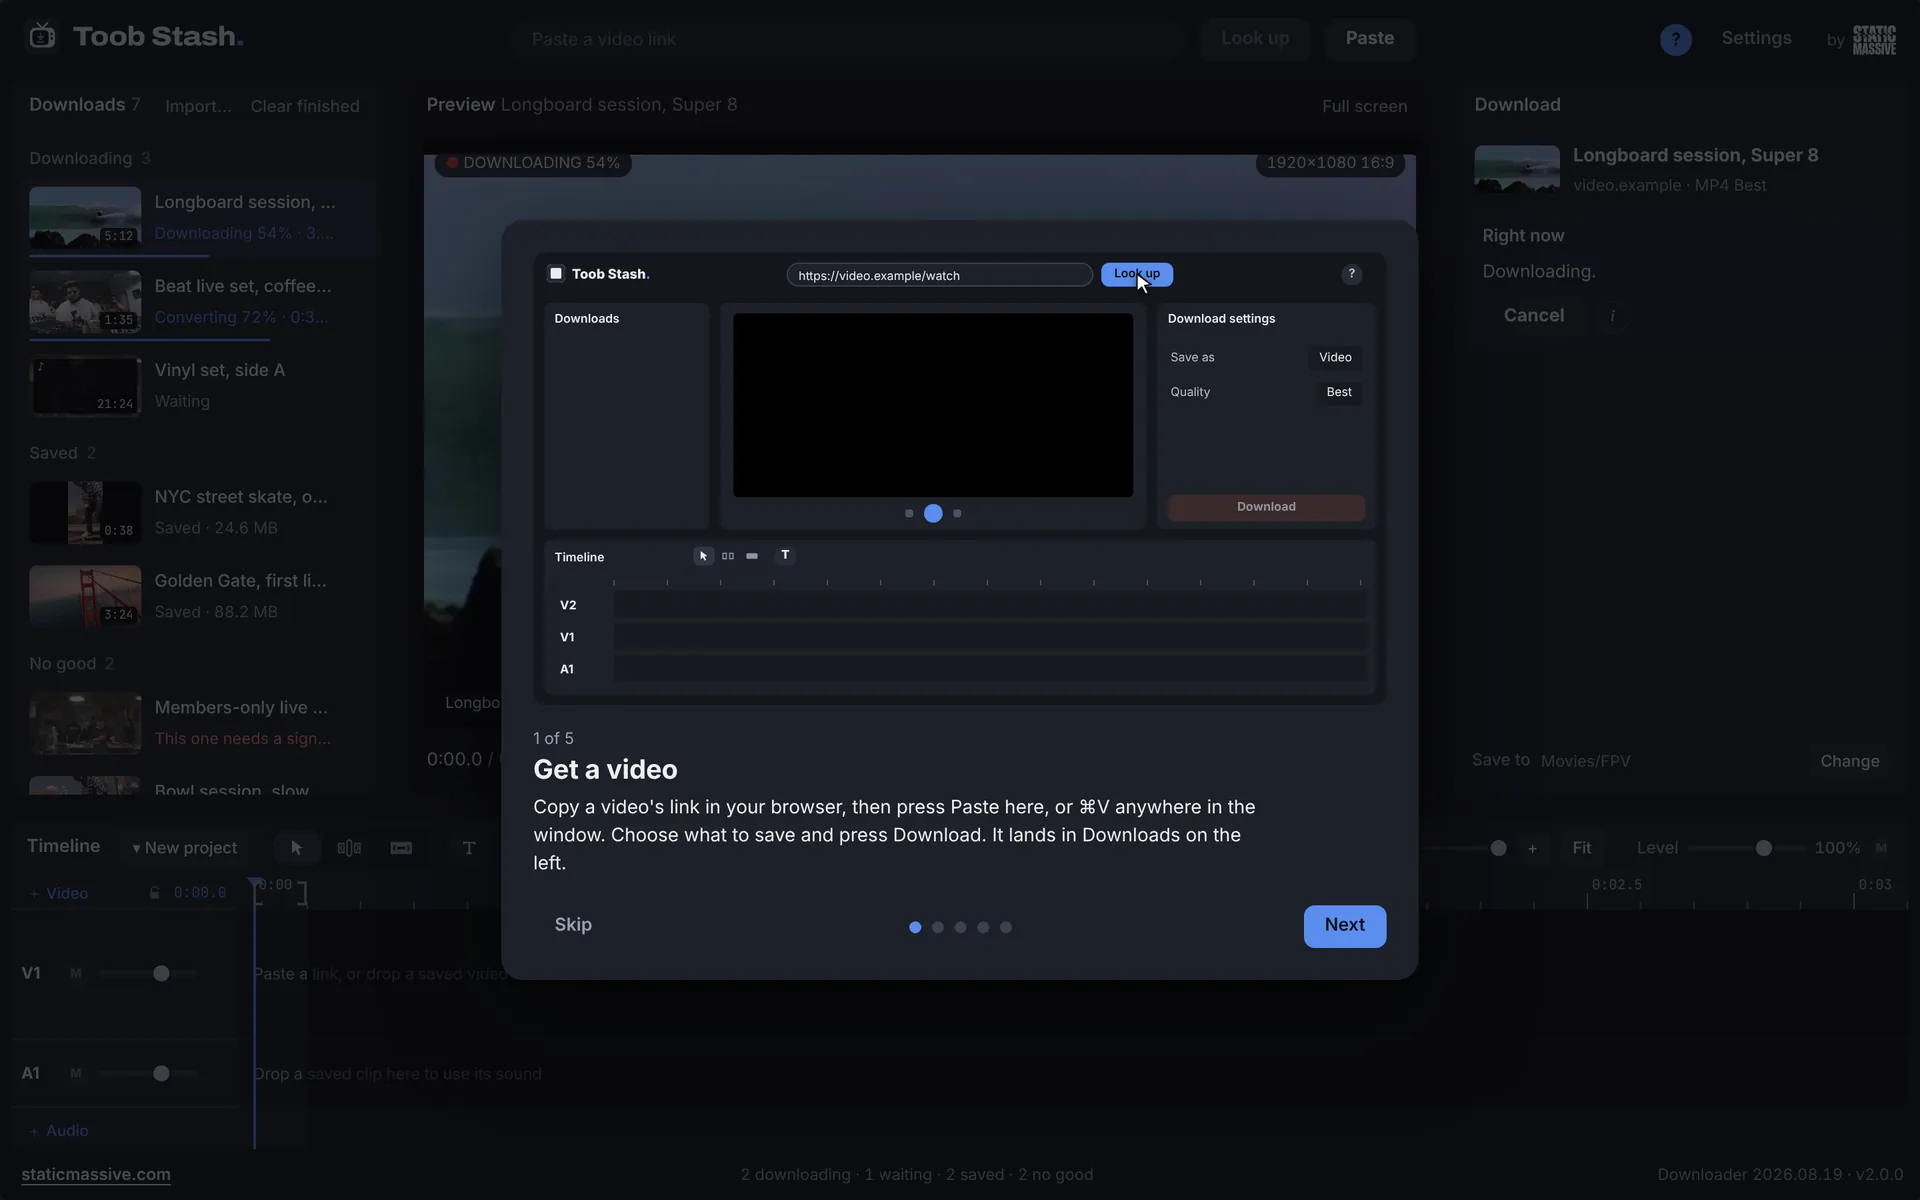 Toob Stash.
Paste a video link
Look up
Paste
?
Settings
by STATIC MASSIVE
Downloads 7
Import...
Clear finished
Preview Longboard session, Super 8
Full screen
Download
Downloading 3
DOWNLOADING 54%
1920×1080 16:9
Longboard session, ...
Downloading 54% · 3....
5:12
Beat live set, coffee...
Converting 72% · 0:3...
1:35
Vinyl set, side A
Waiting
21:24
Saved 2
NYC street skate, o...
Saved · 24.6 MB
0:38
Golden Gate, first li...
Saved · 88.2 MB
3:24
No good 2
Members-only live ...
This one needs a sign...
Bowl session, slow
Longboard session, Super 8
video.example · MP4 Best
Right now
Downloading.
Cancel
i
Save to Movies/FPV
Change
Longbo
0:00.0 /
Toob Stash.
https://video.example/watch
Look up
?
Downloads
Download settings
Save as
Video
Quality
Best
Download
Timeline
T
V2
V1
A1
1 of 5
Get a video
Copy a video's link in your browser, then press Paste here, or ⌘V anywhere in the
window. Choose what to save and press Download. It lands in Downloads on the
left.
Skip
Next
Timeline
▾ New project
T
+
Fit
Level
100%
M
+ Video
0:00.0
0:00
0:02.5
0:03
V1
M
Paste a link, or drop a saved video
A1
M
Drop a saved clip here to use its sound
+ Audio
staticmassive.com
2 downloading · 1 waiting · 2 saved · 2 no good
Downloader 2026.08.19 · v2.0.0